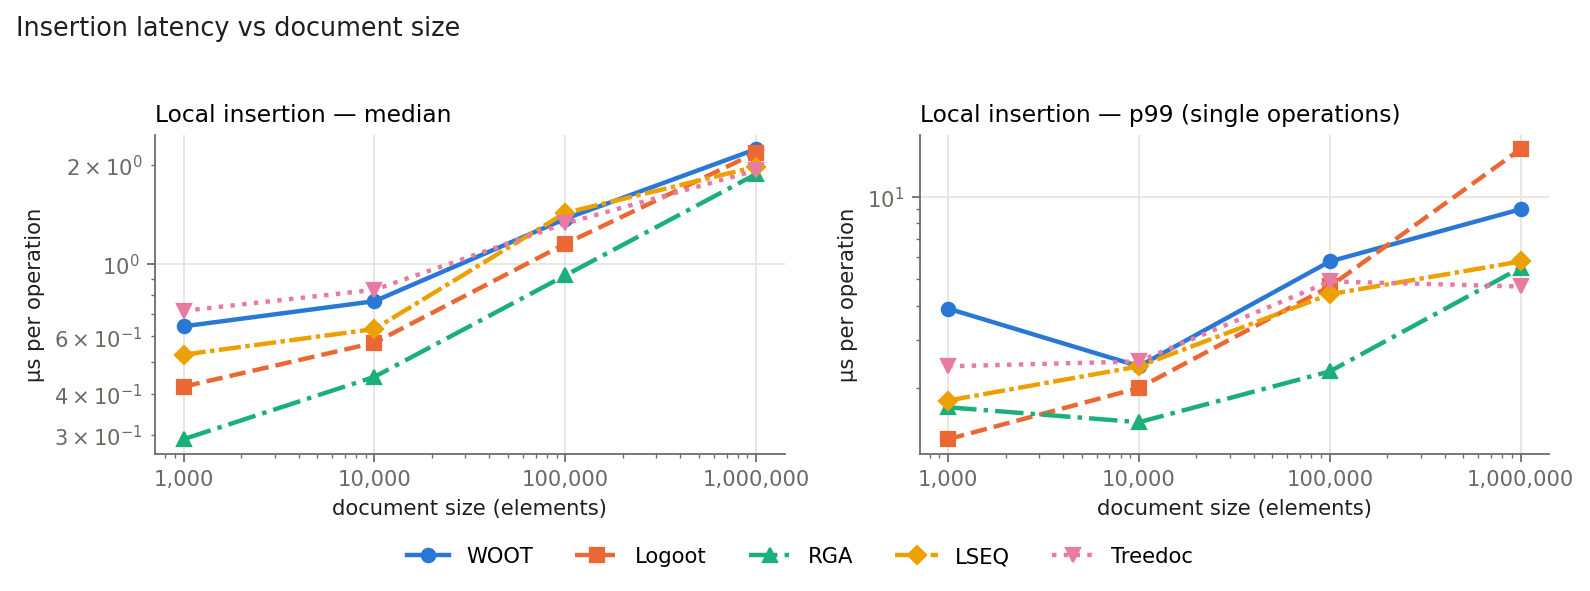 Insertion latency vs document size
Local insertion — median
µs per operation
2 × 10⁰
10⁰
6 × 10⁻¹
4 × 10⁻¹
3 × 10⁻¹
1,000 10,000 100,000 1,000,000
document size (elements)
Local insertion — p99 (single operations)
µs per operation
10¹
1,000 10,000 100,000 1,000,000
document size (elements)
WOOT Logoot RGA LSEQ Treedoc